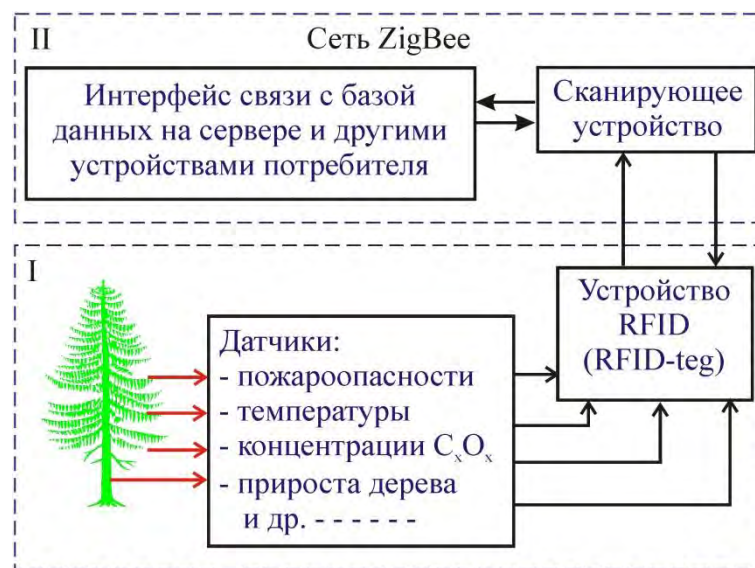 II
Сеть ZigBee
Интерфейс связи с базой
данных на сервере и другими
устройствами потребителя
Сканирующее
устройство
I
Датчики:
- пожароопасности
- температуры
- концентрации CₓOₓ
- прироста дерева
и др. - - - - - -
Устройство
RFID
(RFID-teg)